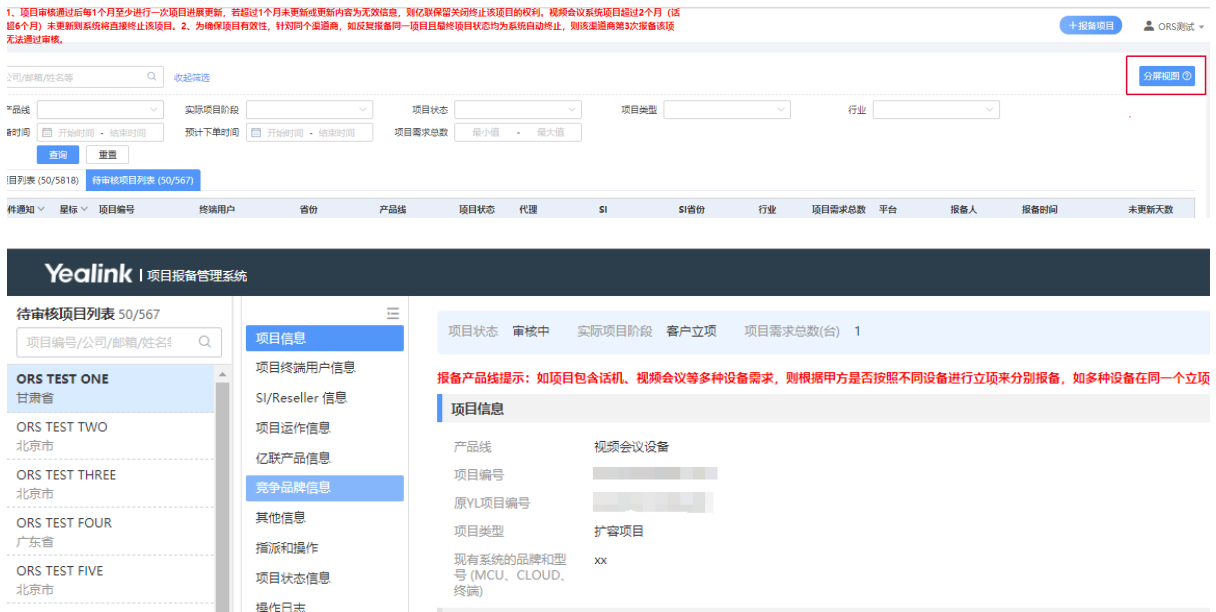 1、项目审核通过后每1个月至少进行一次项目进展更新，若超过1个月未更新或更新内容为无效信息，则亿联保留关闭终止该项目的权利。视频会议系统项目超过2个月（话
超6个月）未更新则系统将直接终止该项目。2、为确保项目有效性，针对同个渠道商，如反复报备同一项目且最终项目状态均为系统自动终止，则该渠道商第3次报备该项
无法通过审核。
+报备项目 ORS测试
公司/邮箱/姓名等 收起筛选 分屏视图
产品线 实际项目阶段 项目状态 项目类型 行业
备时间 开始时间 - 结束时间 预计下单时间 开始时间 - 结束时间 项目需求总数 最小值 - 最大值
查询 重置
目列表 (50/5818) 待审核项目列表 (50/567)
件通知 星标 项目编号 终端用户 省份 产品线 项目状态 代理 SI SI省份 行业 项目需求总数 平台 报备人 报备时间 未更新天数
Yealink | 项目报备管理系统
待审核项目列表 50/567
项目编号/公司/邮箱/姓名等
ORS TEST ONE
甘肃省
ORS TEST TWO
北京市
ORS TEST THREE
北京市
ORS TEST FOUR
广东省
ORS TEST FIVE
北京市
项目信息
项目终端用户信息
SI/Reseller 信息
项目运作信息
亿联产品信息
竞争品牌信息
其他信息
指派和操作
项目状态信息
操作日志
项目状态 审核中 实际项目阶段 客户立项 项目需求总数(台) 1
报备产品线提示：如项目包含话机、视频会议等多种设备需求，则根据甲方是否按照不同设备进行立项来分别报备，如多种设备在同一个立项
项目信息
产品线 视频会议设备
项目编号
原YL项目编号
项目类型 扩容项目
现有系统的品牌和型 xx
号 (MCU、CLOUD、
终端)